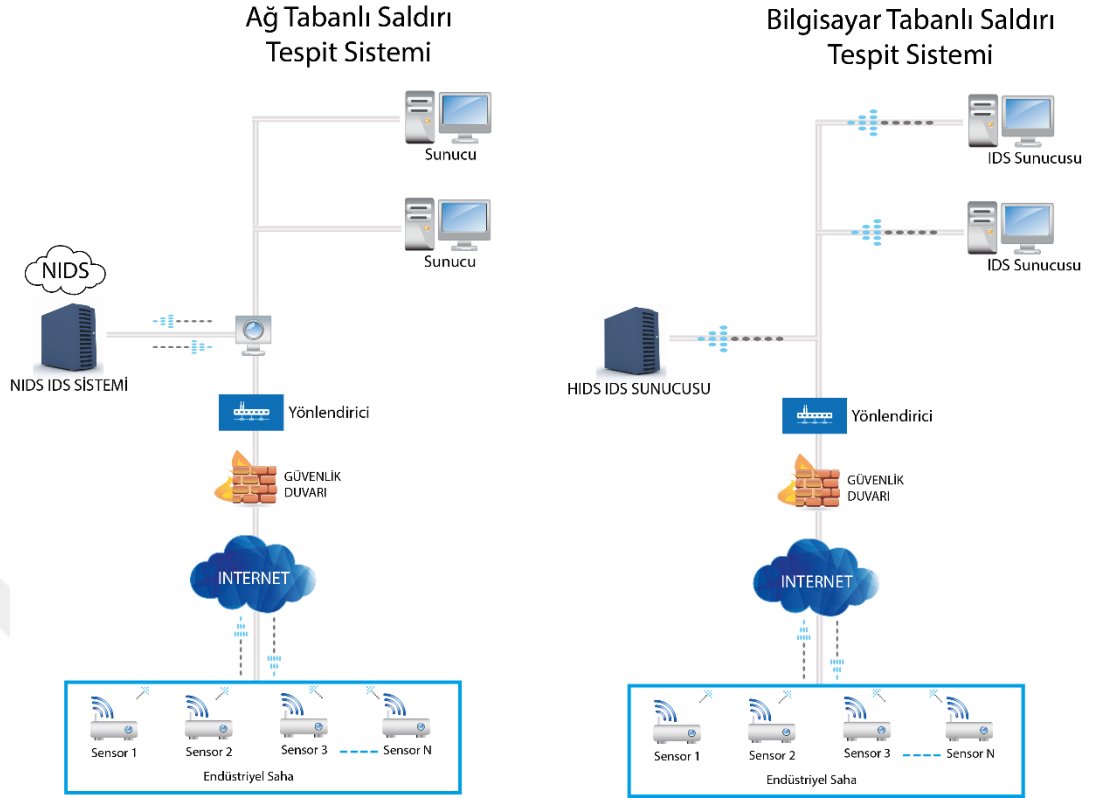 Ağ Tabanlı Saldırı
Tespit Sistemi
Sunucu
Sunucu
NIDS
NIDS IDS SİSTEMİ
Yönlendirici
GÜVENLİK
DUVARI
INTERNET
Sensor 1
Sensor 2
Sensor 3
Sensor N
Endüstriyel Saha
Bilgisayar Tabanlı Saldırı
Tespit Sistemi
IDS Sunucusu
IDS Sunucusu
HIDS IDS SUNUCUSU
Yönlendirici
GÜVENLİK
DUVARI
INTERNET
Sensor 1
Sensor 2
Sensor 3
Sensor N
Endüstriyel Saha